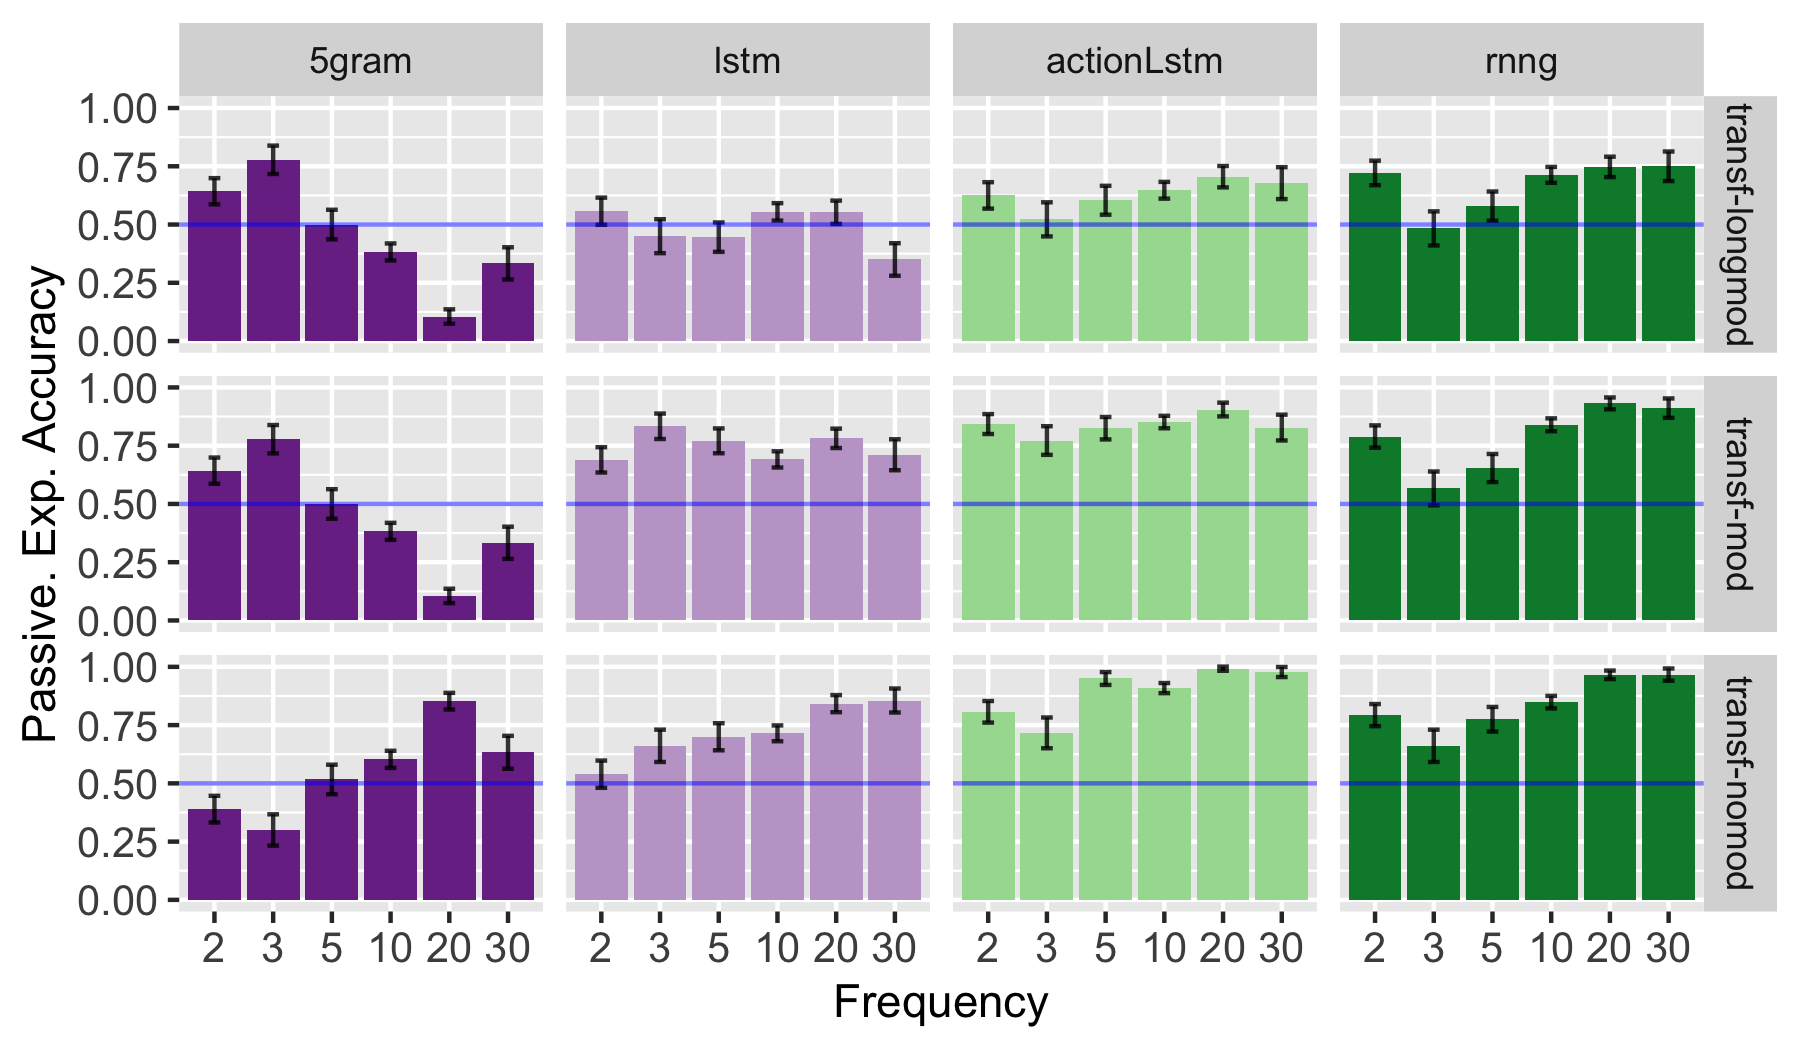 5gram lstm actionLstm rnng
1.00
0.75
0.50
0.25
0.00
transf-longmod
1.00
0.75
0.50
0.25
0.00
transf-mod
1.00
0.75
0.50
0.25
0.00
transf-nomod
Passive. Exp. Accuracy
2 3 5 10 20 30 2 3 5 10 20 30 2 3 5 10 20 30 2 3 5 10 20 30
Frequency